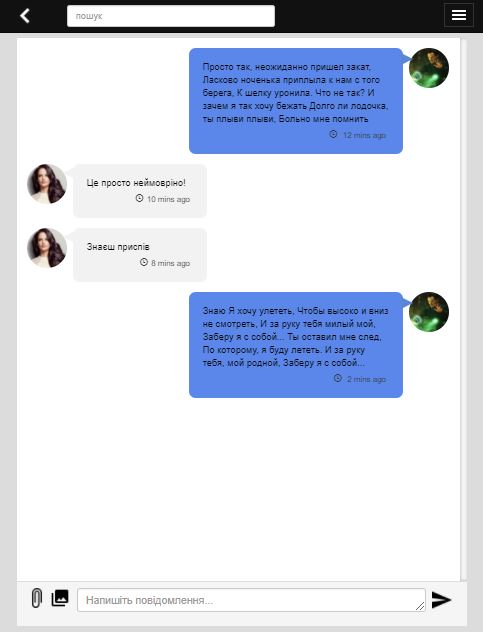 пошук
Просто так, неожиданно пришел закат,
Ласково ноченька приплыла к нам с того
берега, К шелку уронила. Что не так? И
зачем я так хочу бежать Долго ли лодочка,
ты плыви плыви, Больно мне помнить
12 mins ago
Це просто неймовріно!
10 mins ago
Знаєш приспів
8 mins ago
Знаю Я хочу улететь, Чтобы высоко и вниз
не смотреть, И за руку тебя милый мой,
Заберу я с собой... Ты оставил мне след,
По которому, я буду лететь. И за руку
тебя, мой родной, Заберу я с собой...
2 mins ago
Напишіть повідомлення...